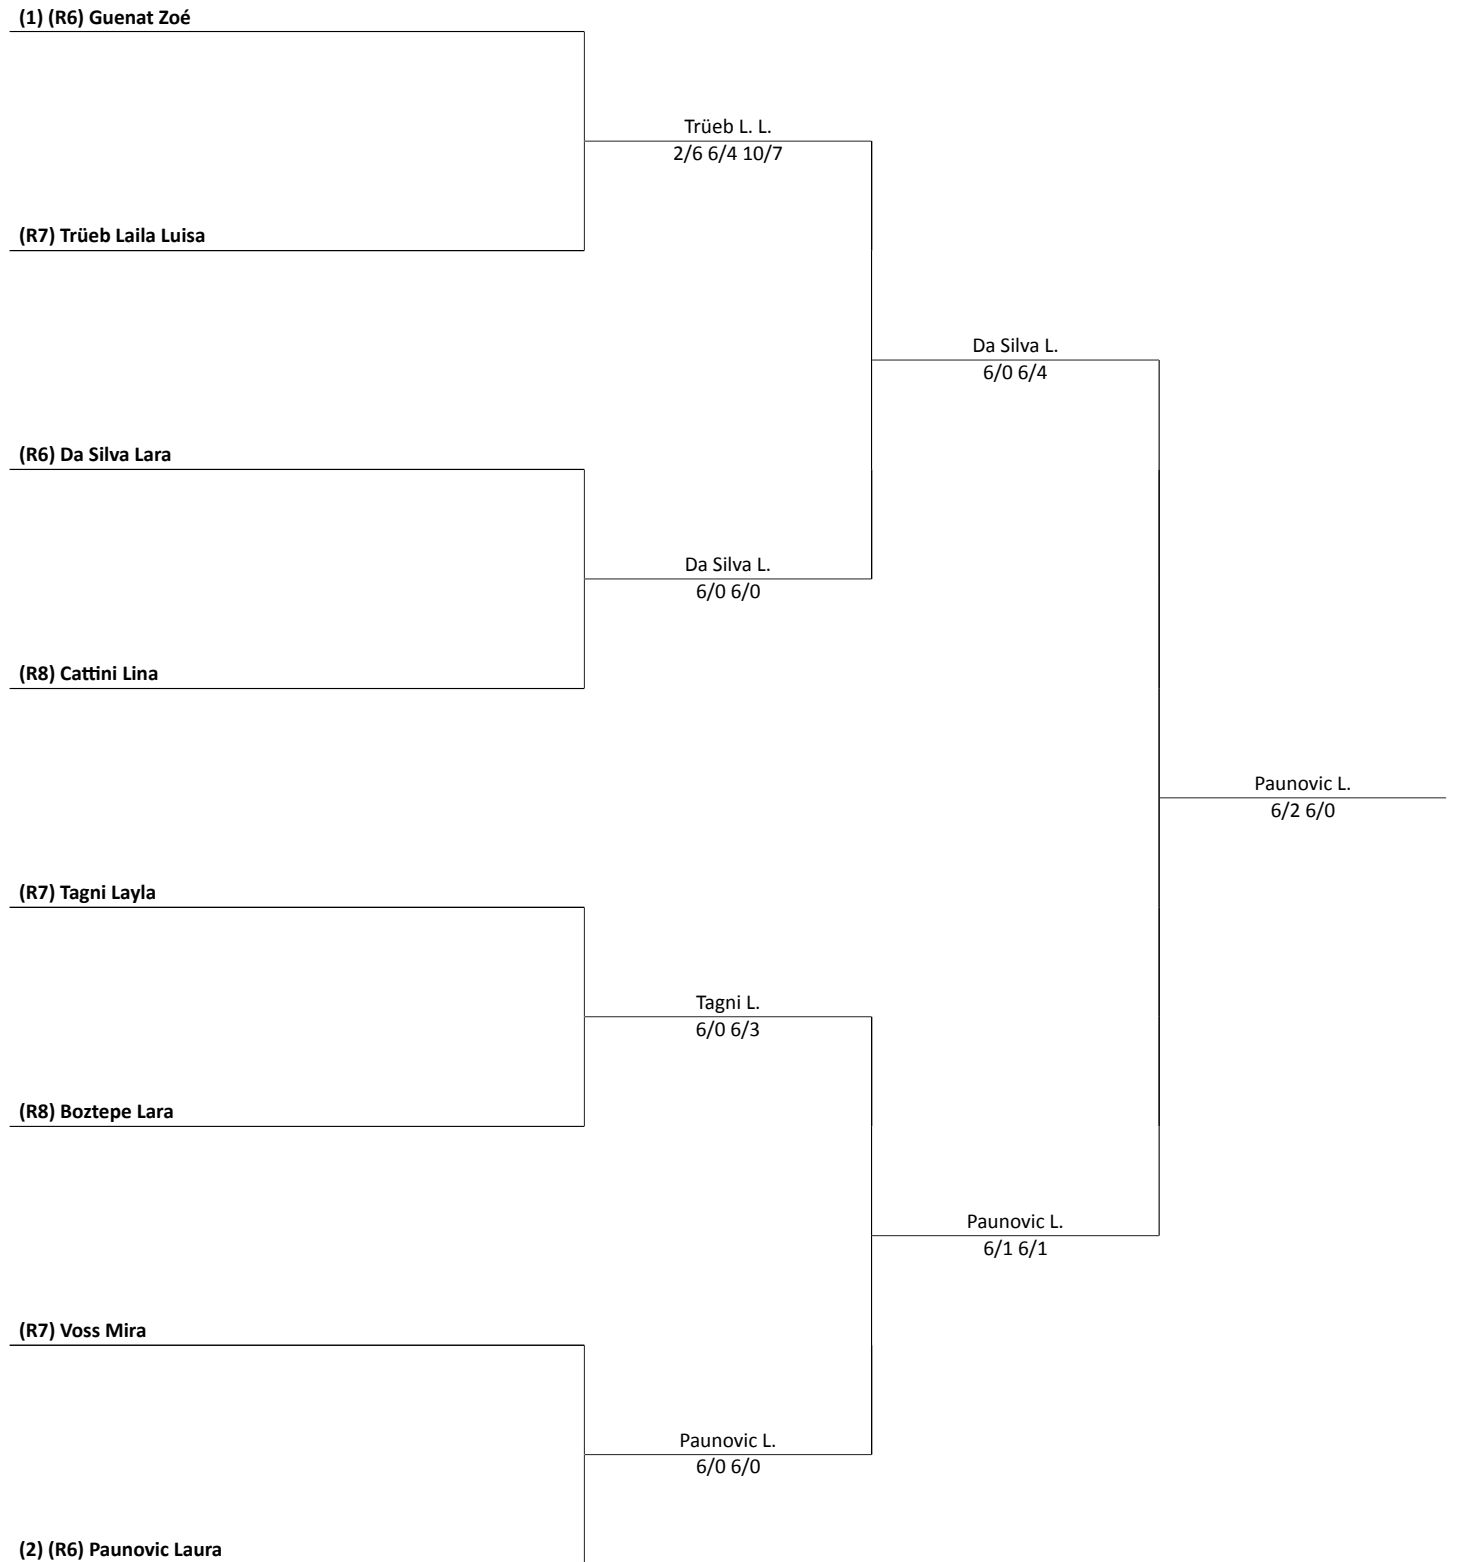 (1) (R6) Guenat Zoé
Trüeb L. L.
2/6 6/4 10/7
(R7) Trüeb Laila Luisa
Da Silva L.
6/0 6/4
(R6) Da Silva Lara
Da Silva L.
6/0 6/0
(R8) Cattini Lina
Paunovic L.
6/2 6/0
(R7) Tagni Layla
Tagni L.
6/0 6/3
(R8) Boztepe Lara
Paunovic L.
6/1 6/1
(R7) Voss Mira
Paunovic L.
6/0 6/0
(2) (R6) Paunovic Laura